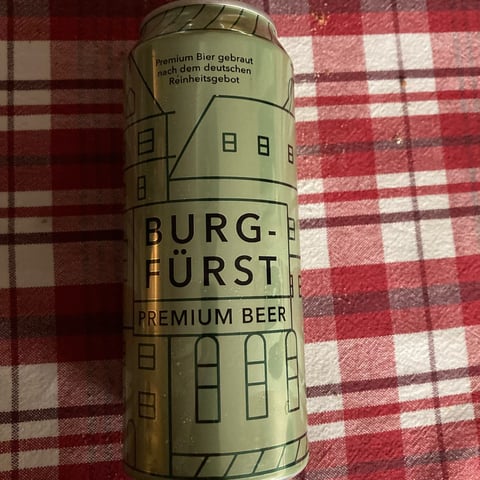 Premium Bier gebraut
nach dem deutschen
Reinheitsgebot
BURG-
FÜRST
PREMIUM BEER